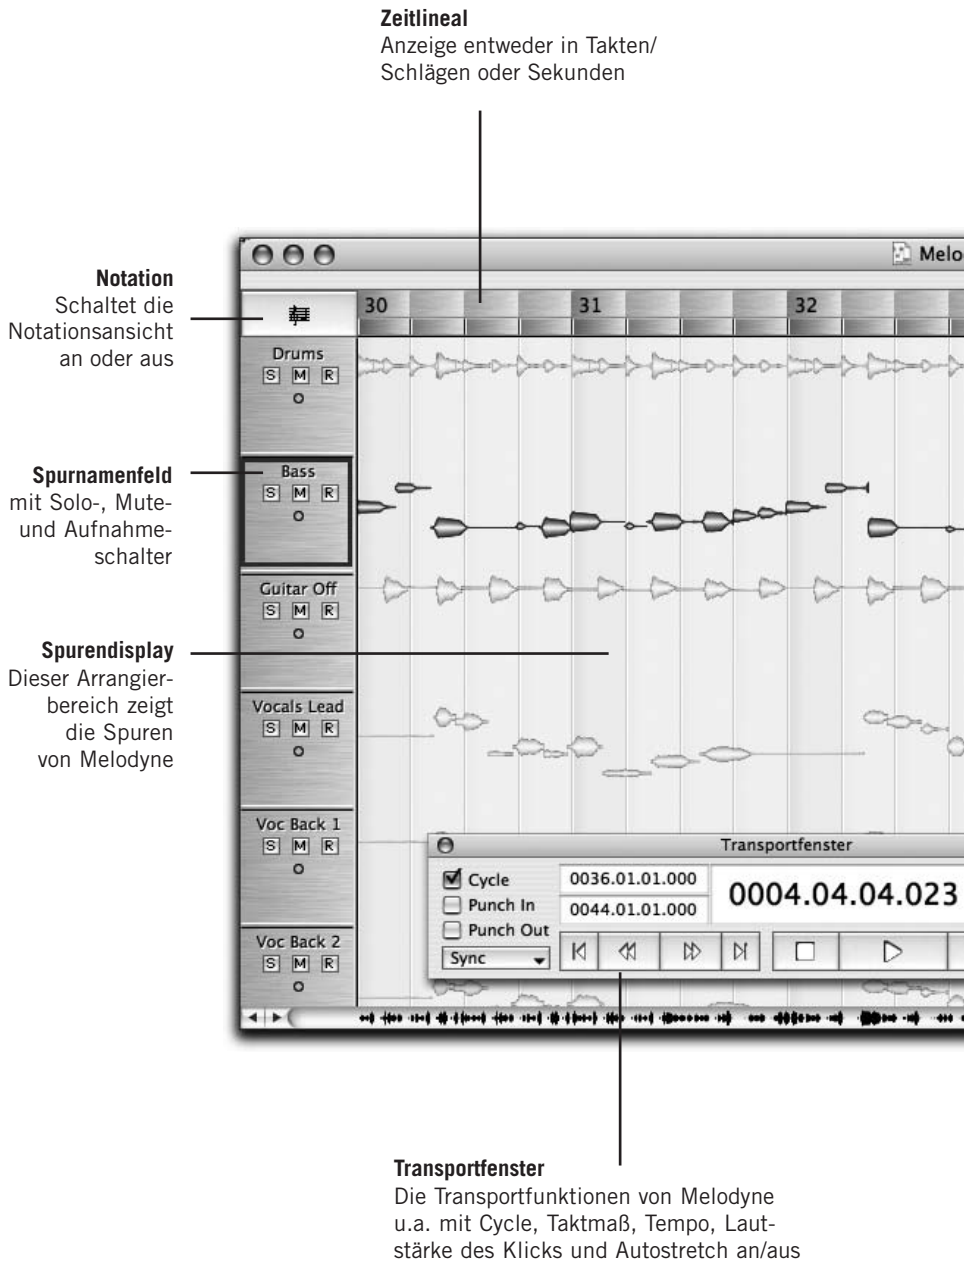 Zeitlineal
Anzeige entweder in Takten/
Schlägen oder Sekunden
Notation
Schaltet die
Notationsansicht
an oder aus
Spurnamenfeld
mit Solo-, Mute-
und Aufnahme-
schalter
Spurendisplay
Dieser Arrangier-
bereich zeigt
die Spuren
von Melodyne
Melo
30 31 32
Drums
S M R
Bass
S M R
Guitar Off
S M R
Vocals Lead
S M R
Voc Back 1
S M R
Voc Back 2
S M R
Transportfenster
Cycle
Punch In
Punch Out
Sync
0036.01.01.000
0044.01.01.000
0004.04.04.023
Transportfenster
Die Transportfunktionen von Melodyne
u.a. mit Cycle, Taktmaß, Tempo, Laut-
stärke des Klicks und Autostretch an/aus